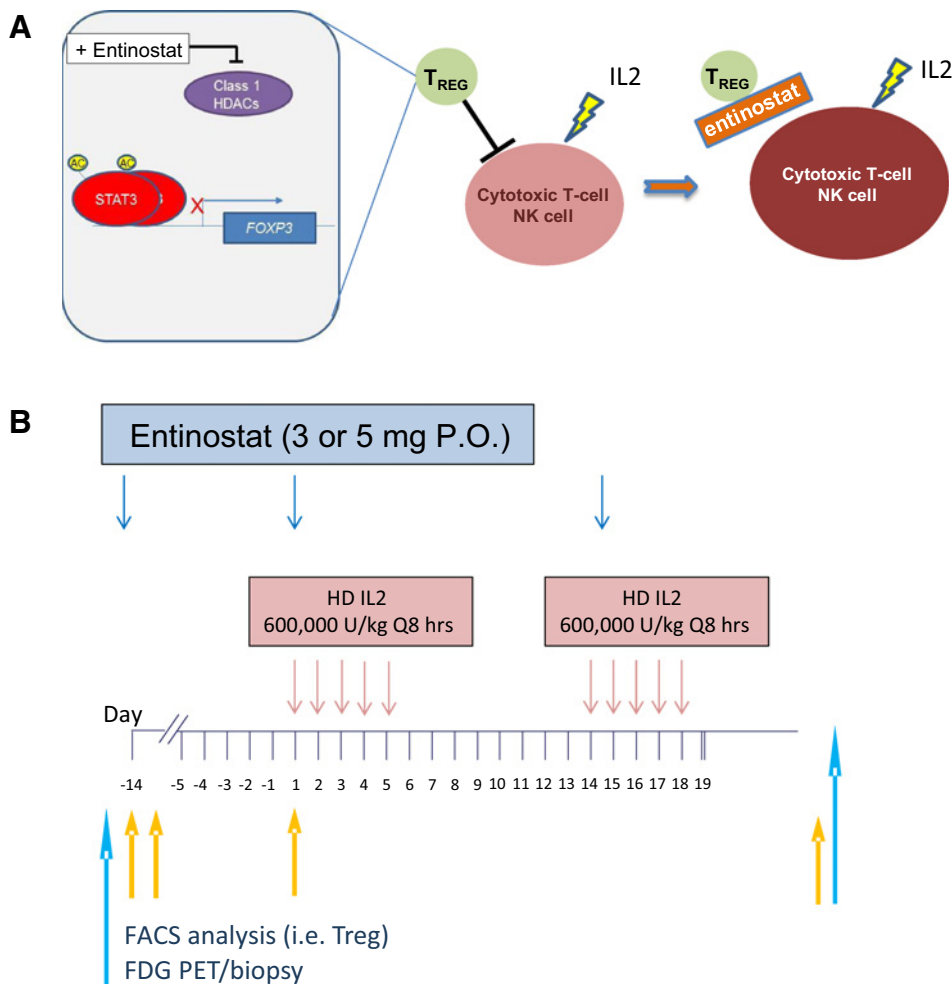 A
+ Entinostat
Class 1
HDACs
AC
AC
STAT3
3
X
FOXP3
TREG
IL2
Cytotoxic T-cell
NK cell
TREG
entinostat
IL2
Cytotoxic T-cell
NK cell
B
Entinostat (3 or 5 mg P.O.)
HD IL2
600,000 U/kg Q8 hrs
HD IL2
600,000 U/kg Q8 hrs
Day
-14 -5 -4 -3 -2 -1 1 2 3 4 5 6 7 8 9 10 11 12 13 14 15 16 17 18 19
FACS analysis (i.e. Treg)
FDG PET/biopsy